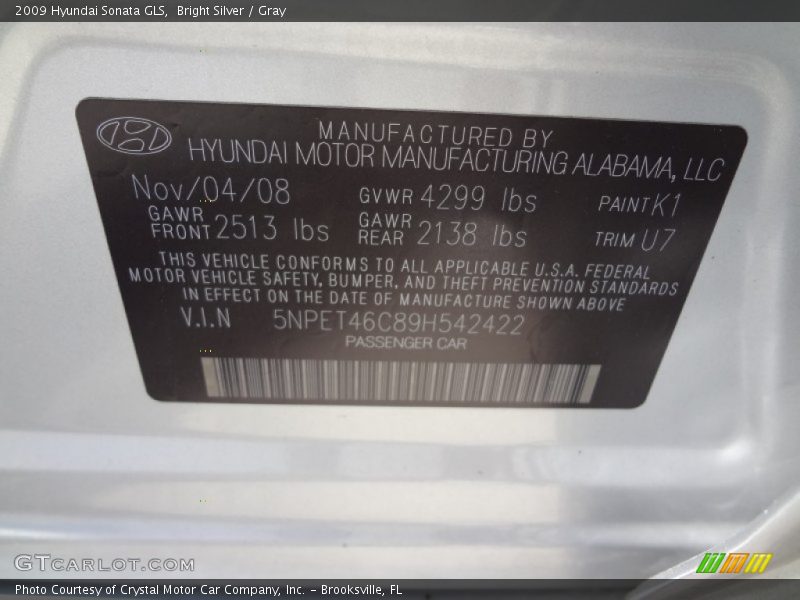 2009 Hyundai Sonata GLS, Bright Silver / Gray
MANUFACTURED BY
HYUNDAI MOTOR MANUFACTURING ALABAMA, LLC
Nov/04/08 GVWR 4299 lbs PAINT K1
GAWR FRONT 2513 lbs GAWR REAR 2138 lbs TRIM U7
THIS VEHICLE CONFORMS TO ALL APPLICABLE U.S.A. FEDERAL
MOTOR VEHICLE SAFETY, BUMPER, AND THEFT PREVENTION STANDARDS
IN EFFECT ON THE DATE OF MANUFACTURE SHOWN ABOVE
V.I.N 5NPET46C89H542422
PASSENGER CAR
GTCARLOT.COM
Photo Courtesy of Crystal Motor Car Company, Inc. – Brooksville, FL